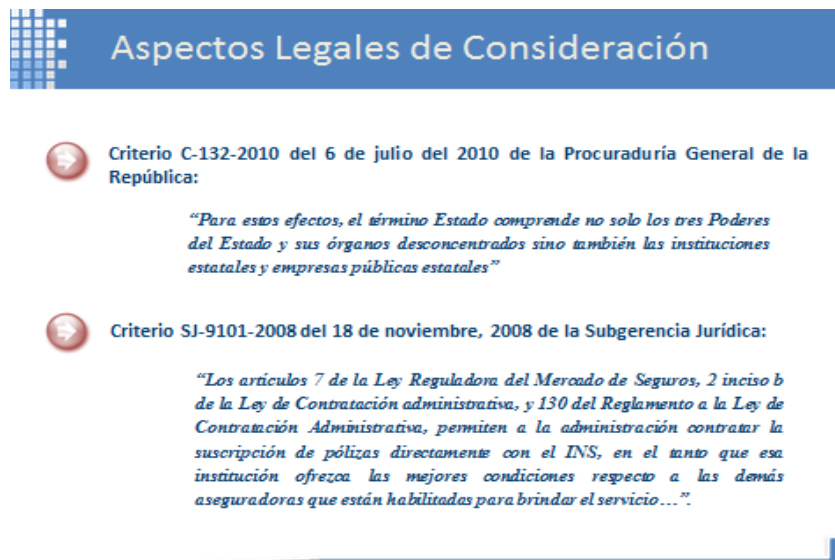 Aspectos Legales de Consideración
Criterio C-132-2010 del 6 de julio del 2010 de la Procuraduría General de la
República:
“Para estos efectos, el término Estado comprende no solo los tres Poderes
del Estado y sus órganos desconcentrados sino también las instituciones
estatales y empresas públicas estatales”
Criterio SJ-9101-2008 del 18 de noviembre, 2008 de la Subgerencia Jurídica:
“Los artículos 7 de la Ley Reguladora del Mercado de Seguros, 2 inciso b
de la Ley de Contratación administrativa, y 130 del Reglamento a la Ley de
Contratación Administrativa, permiten a la administración contratar la
suscripción de pólizas directamente con el INS, en el tanto que esa
institución ofrezca las mejores condiciones respecto a las demás
aseguradoras que están habilitadas para brindar el servicio…”.